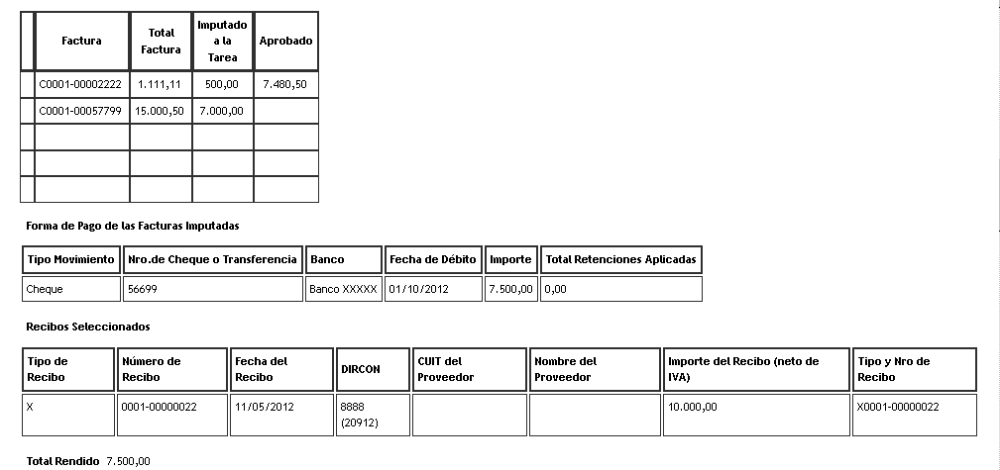 Factura Total Factura Imputado a la Tarea Aprobado
C0001-00002222 1.111,11 500,00 7.480,50
C0001-00057799 15.000,50 7.000,00
Forma de Pago de las Facturas Imputadas
Tipo Movimiento Nro.de Cheque o Transferencia Banco Fecha de Débito Importe Total Retenciones Aplicadas
Cheque 56699 Banco XXXXX 01/10/2012 7.500,00 0,00
Recibos Seleccionados
Tipo de Recibo Número de Recibo Fecha del Recibo DIRCON CUIT del Proveedor Nombre del Proveedor Importe del Recibo (neto de IVA) Tipo y Nro de Recibo
X 0001-00000022 11/05/2012 8888 (20912) 10.000,00 X0001-00000022
Total Rendido 7.500,00